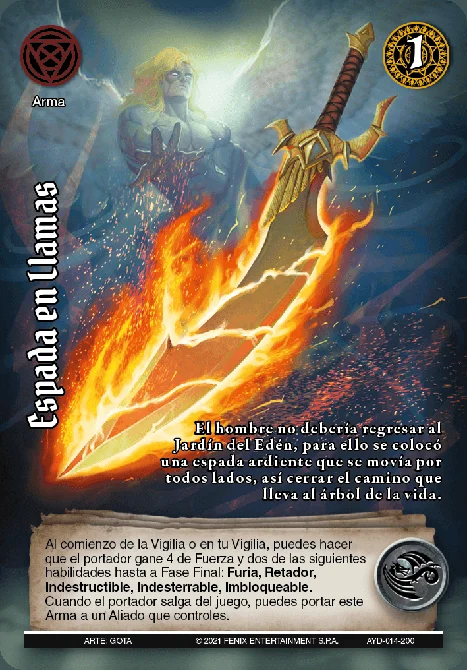 1
Arma
Espada en Llamas
El hombre no debería regresar al
Jardín del Edén, para ello se colocó
una espada ardiente que se movía por
todos lados, así cerrar el camino que
lleva al árbol de la vida.
Al comienzo de la Vigilia o en tu Vigilia, puedes hacer
que el portador gane 4 de Fuerza y dos de las siguientes
habilidades hasta a Fase Final: Furia, Retador,
Indestructible, Indesterrable, Imbloqueable.
Cuando el portador salga del juego, puedes portar este
Arma a un Aliado que controles.
ARTE: GOTA © 2021 FENIX ENTERTAINMENT S.R.A. AYD-014-200